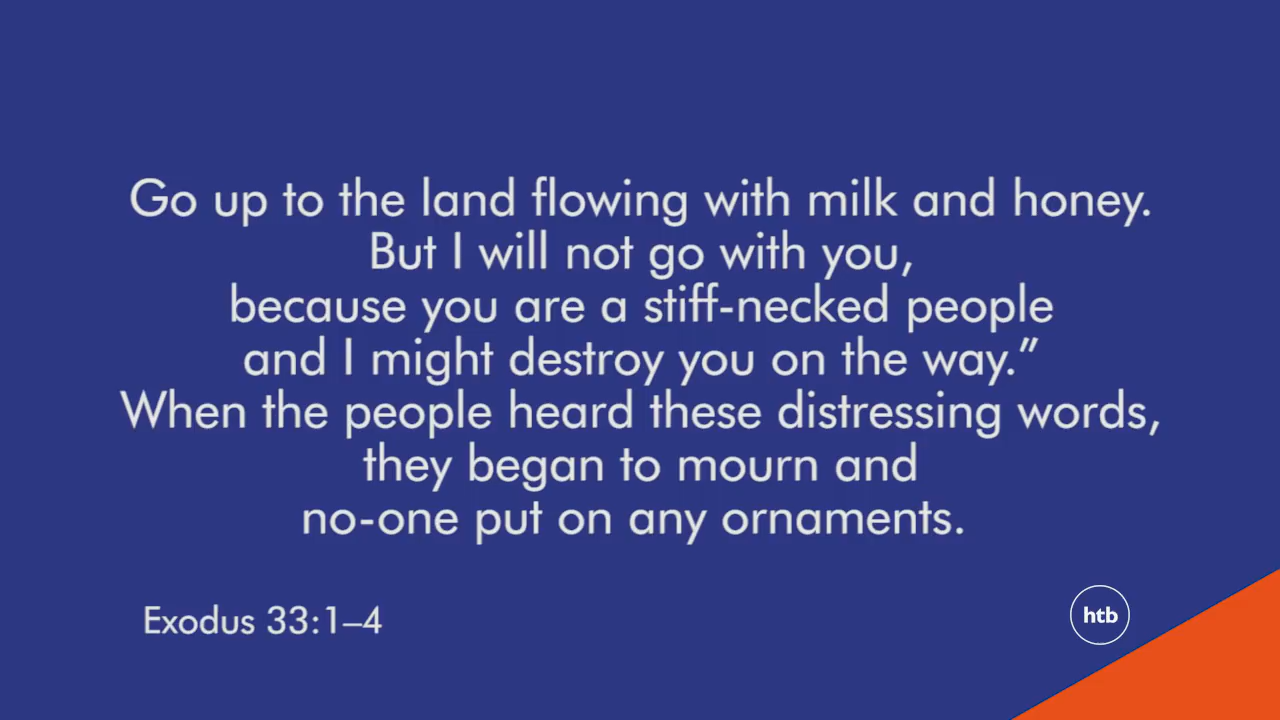 Go up to the land flowing with milk and honey.
But I will not go with you,
because you are a stiff-necked people
and I might destroy you on the way.”
When the people heard these distressing words,
they began to mourn and
no-one put on any ornaments.
Exodus 33:1–4
htb